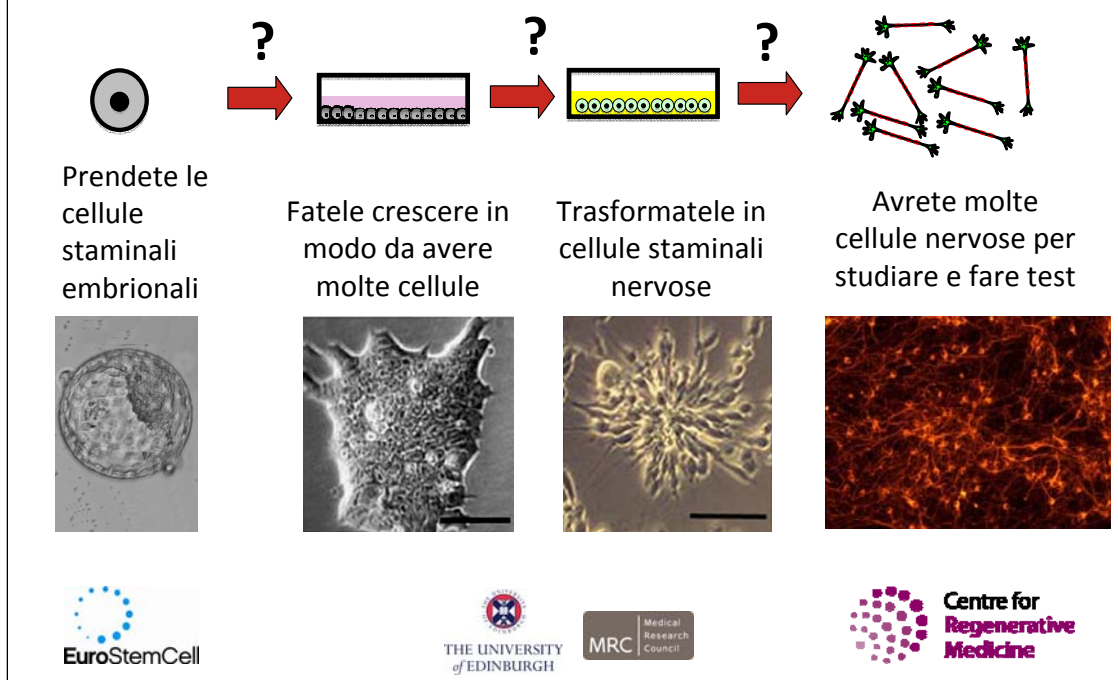 ?
?
?
Prendete le
cellule
staminali
embrionali
Fatele crescere in
modo da avere
molte cellule
Trasformatele in
cellule staminali
nervose
Avrete molte
cellule nervose per
studiare e fare test
EuroStemCell
THE UNIVERSITY
of EDINBURGH
MRC
Medical
Research
Council
Centre for
Regenerative
Medicine